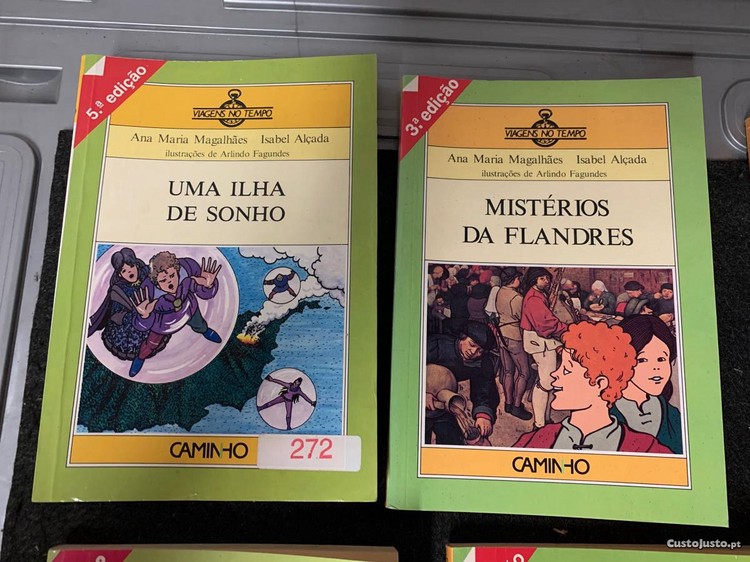 5.ª edição
VIAGENS NO TEMPO
Ana Maria Magalhães Isabel Alçada
ilustrações de Arlindo Fagundes
UMA ILHA
DE SONHO
CAMINHO
272
3.ª edição
VIAGENS NO TEMPO
Ana Maria Magalhães Isabel Alçada
ilustrações de Arlindo Fagundes
MISTÉRIOS
DA FLANDRES
CAMINHO
CustoJusto.pt